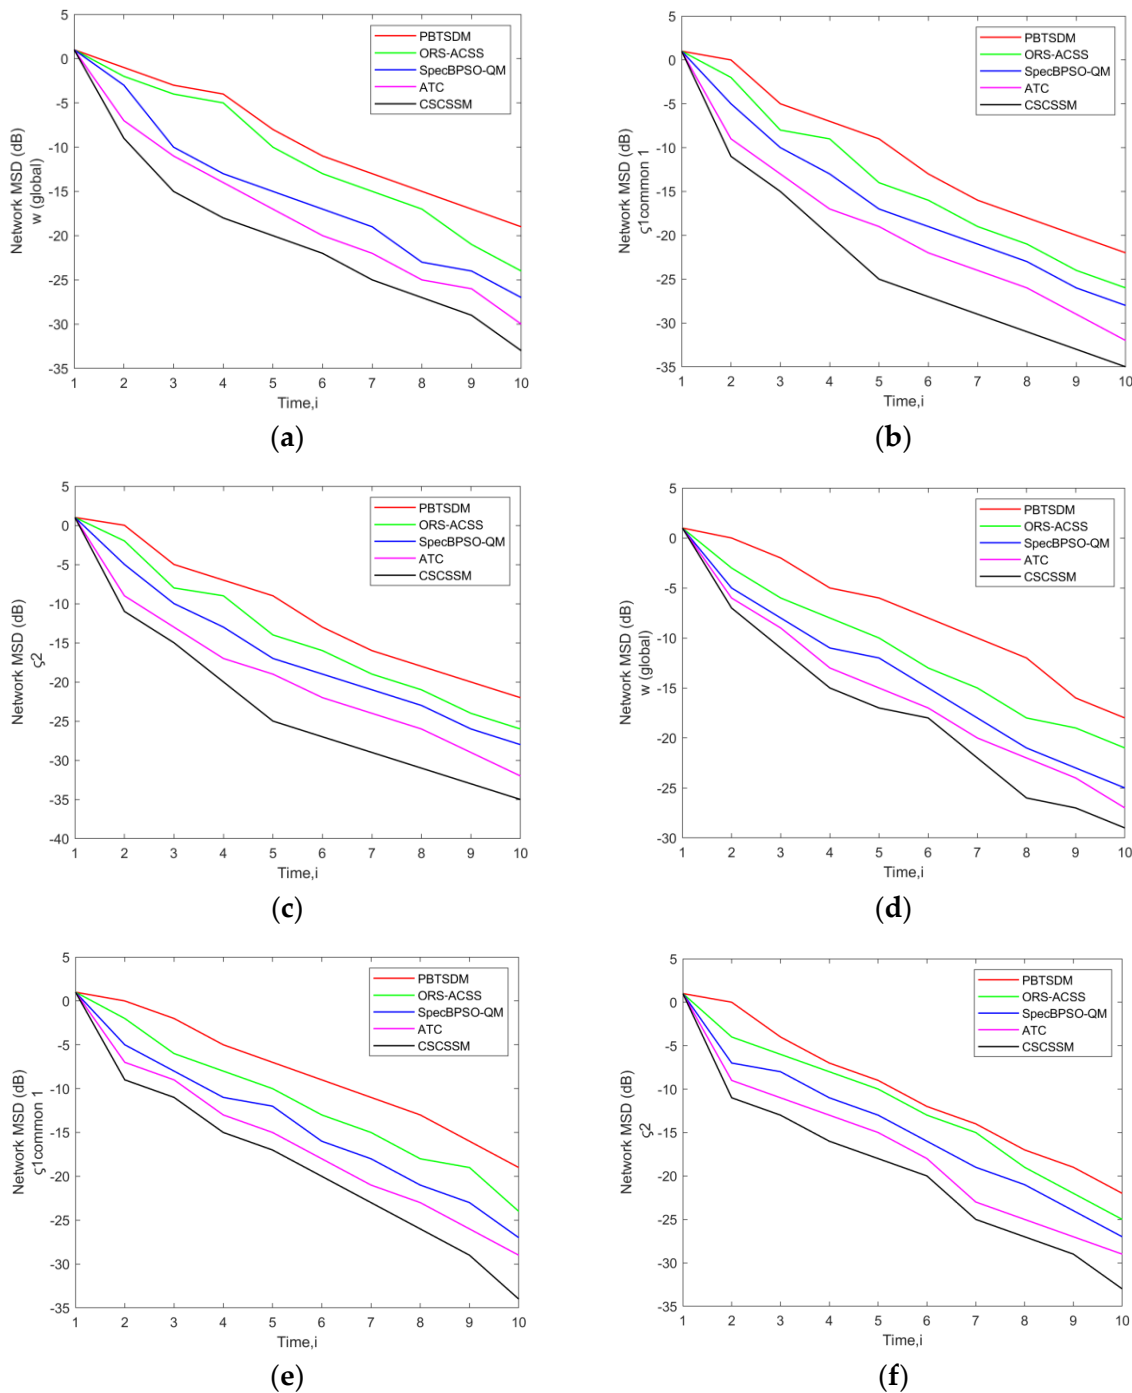 5
0
-5
-10
-15
-20
-25
-30
-35
Network MSD (dB)
w (global)
PBTSDM
ORS-ACSS
SpecBPSO-QM
ATC
CSCSSM
1 2 3 4 5 6 7 8 9 10
Time,i
(a)
5
0
-5
-10
-15
-20
-25
-30
-35
Network MSD (dB)
ς1common 1
PBTSDM
ORS-ACSS
SpecBPSO-QM
ATC
CSCSSM
1 2 3 4 5 6 7 8 9 10
Time,i
(b)
5
0
-5
-10
-15
-20
-25
-30
-35
-40
Network MSD (dB)
ς2
PBTSDM
ORS-ACSS
SpecBPSO-QM
ATC
CSCSSM
1 2 3 4 5 6 7 8 9 10
Time,i
(c)
5
0
-5
-10
-15
-20
-25
-30
Network MSD (dB)
w (global)
PBTSDM
ORS-ACSS
SpecBPSO-QM
ATC
CSCSSM
1 2 3 4 5 6 7 8 9 10
Time,i
(d)
5
0
-5
-10
-15
-20
-25
-30
-35
Network MSD (dB)
ς1common 1
PBTSDM
ORS-ACSS
SpecBPSO-QM
ATC
CSCSSM
1 2 3 4 5 6 7 8 9 10
Time,i
(e)
5
0
-5
-10
-15
-20
-25
-30
-35
Network MSD (dB)
ς2
PBTSDM
ORS-ACSS
SpecBPSO-QM
ATC
CSCSSM
1 2 3 4 5 6 7 8 9 10
Time,i
(f)